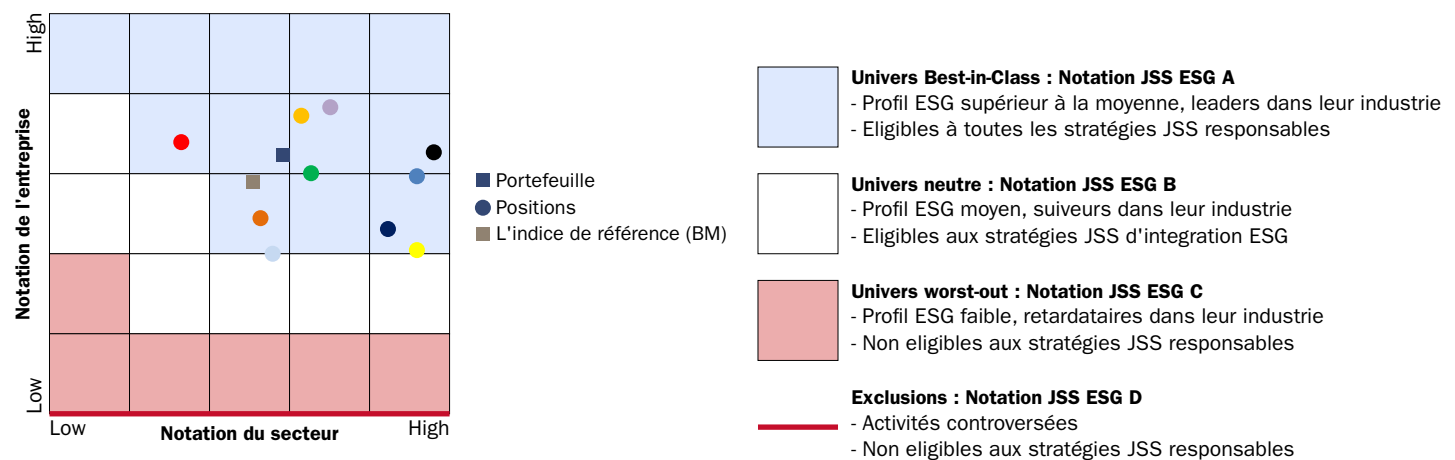 High
Notation de l'entreprise
Low
Low
Notation du secteur
High
Portefeuille
Positions
L'indice de référence (BM)
Univers Best-in-Class : Notation JSS ESG A
- Profil ESG supérieur à la moyenne, leaders dans leur industrie
- Eligibles à toutes les stratégies JSS responsables
Univers neutre : Notation JSS ESG B
- Profil ESG moyen, suiveurs dans leur industrie
- Eligibles aux stratégies JSS d'integration ESG
Univers worst-out : Notation JSS ESG C
- Profil ESG faible, retardataires dans leur industrie
- Non eligibles aux stratégies JSS responsables
Exclusions : Notation JSS ESG D
- Activités controversées
- Non eligibles aux stratégies JSS responsables